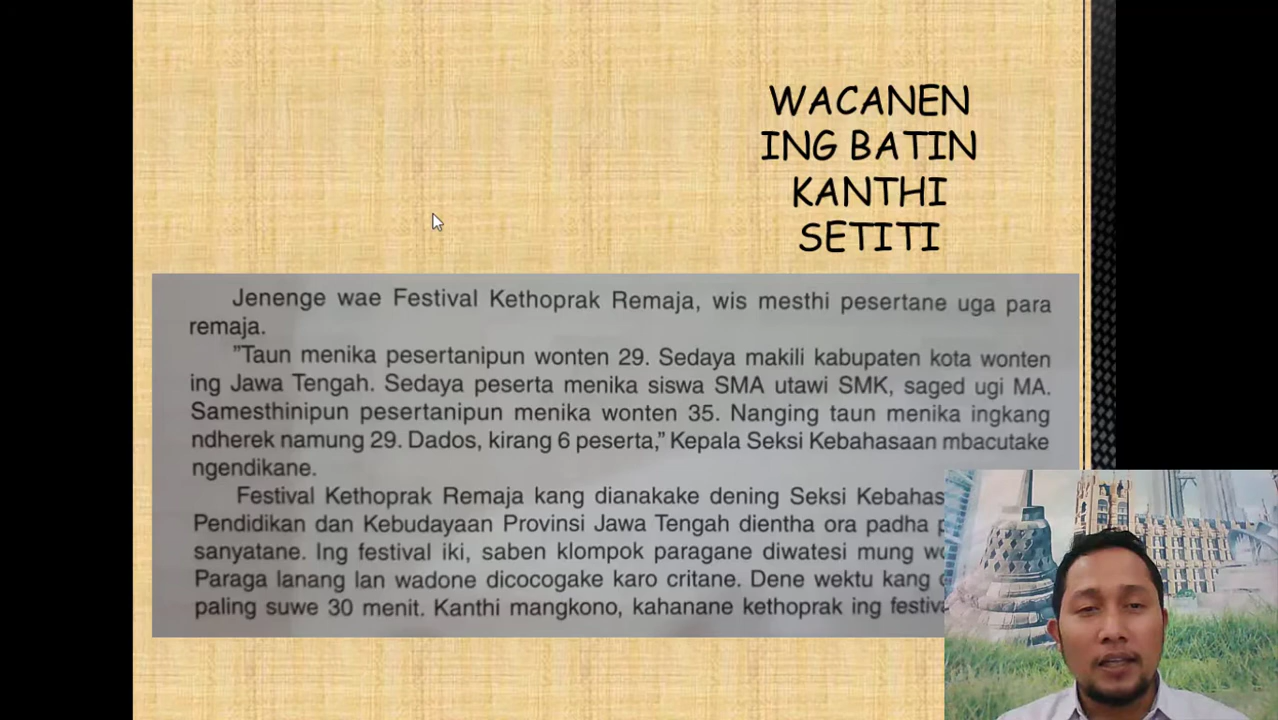 WACANEN
ING BATIN
KANTHI
SETITI
Jenenge wae Festival Kethoprak Remaja, wis mesthi pesertane uga para
remaja.
"Taun menika pesertanipun wonten 29. Sedaya makili kabupaten kota wonten
ing Jawa Tengah. Sedaya peserta menika siswa SMA utawi SMK, saged ugi MA.
Samesthinipun pesertanipun menika wonten 35. Nanging taun menika ingkang
ndherek namung 29. Dados, kirang 6 peserta," Kepala Seksi Kebahasaan mbacutake
ngendikane.
Festival Kethoprak Remaja kang dianakake dening Seksi
Pendidikan dan Kebudayaan Provinsi Jawa Tengah dientha ora padha
sanyatane. Ing festival iki, saben klompok paragane diwatesi mung
Paraga lanang lan wadone dicocogake karo critane. Dene wektu kang
paling suwe 30 menit. Kanthi mangkono, kahanane kethoprak ing